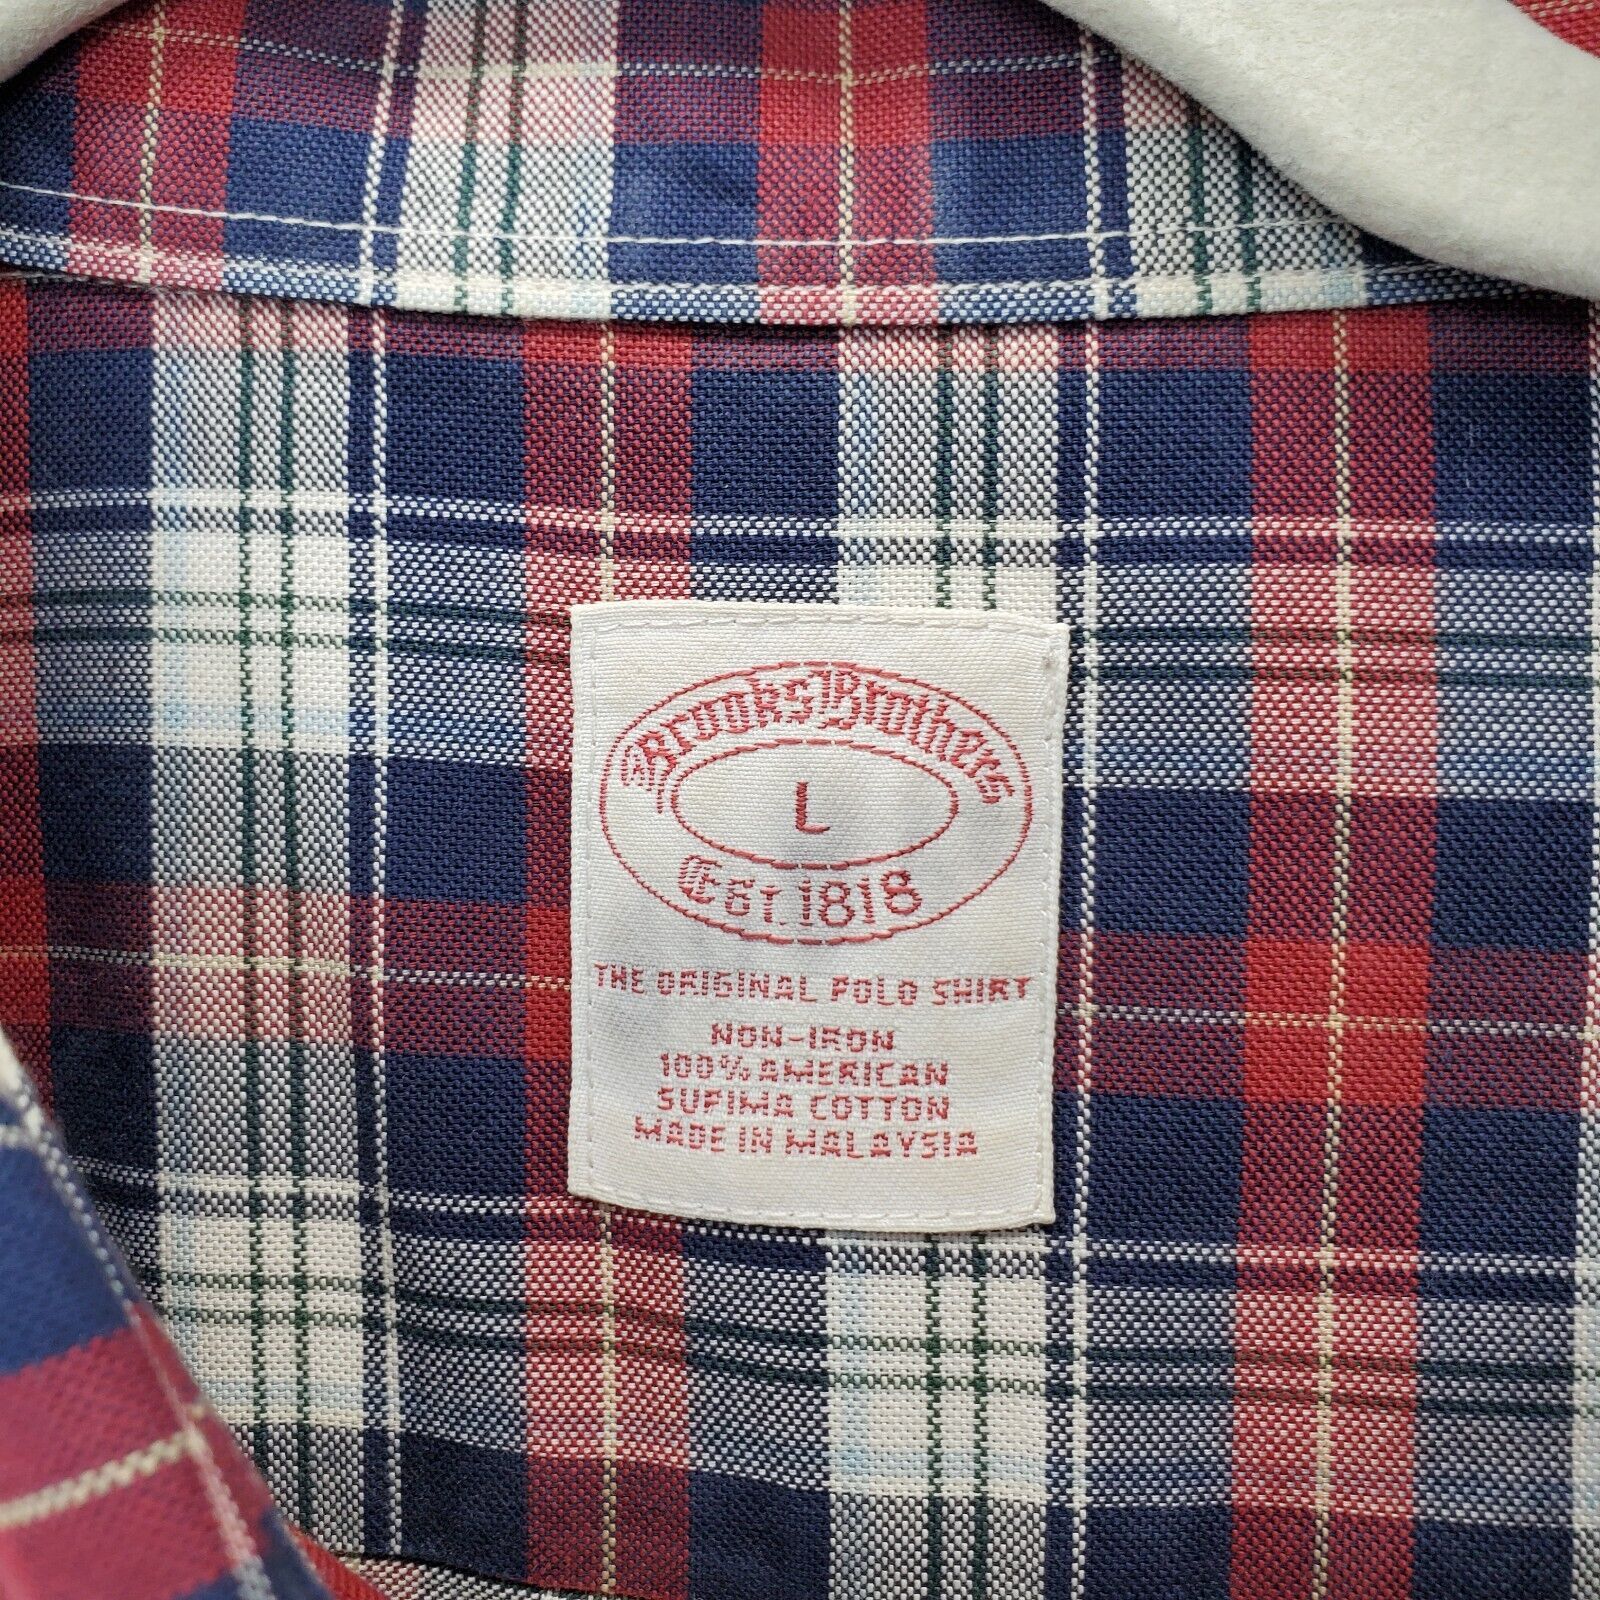 Brooks Brothers
L
Est. 1818
THE ORIGINAL POLO SHIRT
NON-IRON
100% AMERICAN
SUPIMA COTTON
MADE IN MALAYSIA